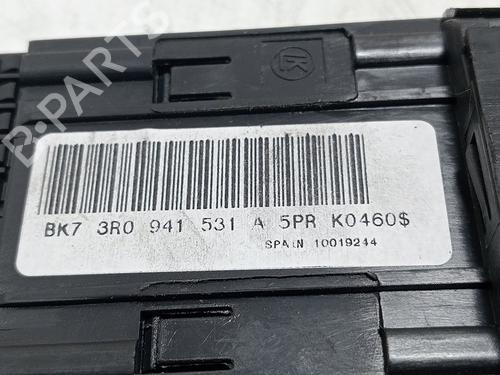 B-PARTS
BK7 3R0 941 531 A 5PR K0460$
SPAIN 10019244